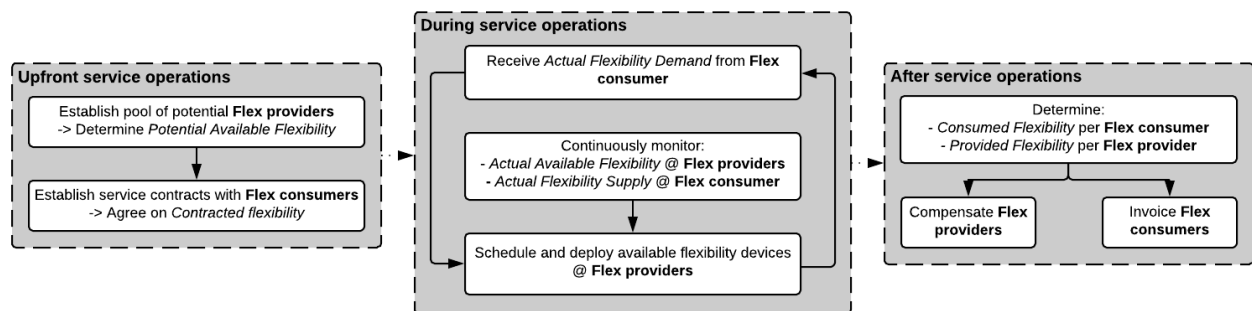 Upfront service operations
Establish pool of potential Flex providers
-> Determine Potential Available Flexibility
Establish service contracts with Flex consumers
-> Agree on Contracted flexibility
During service operations
Receive Actual Flexibility Demand from Flex
consumer
Continuously monitor:
- Actual Available Flexibility @ Flex providers
- Actual Flexibility Supply @ Flex consumer
Schedule and deploy available flexibility devices
@ Flex providers
After service operations
Determine:
- Consumed Flexibility per Flex consumer
- Provided Flexibility per Flex provider
Compensate Flex
providers
Invoice Flex
consumers